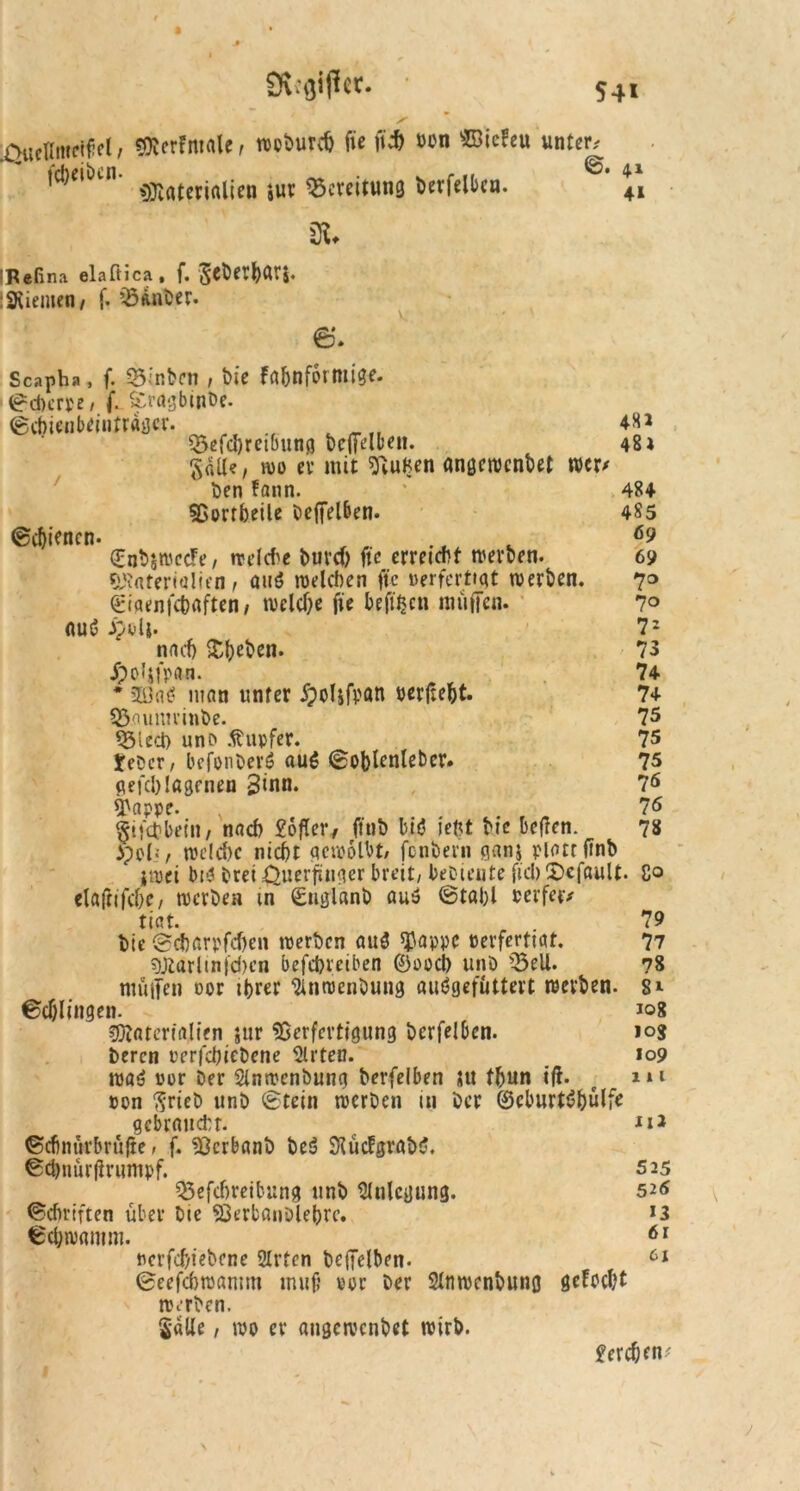 Register. 541
Quellmeißel, Merkmale, wodurch sie sich von Wieken unter-
scheiden. S. 41
Materialien zur Bereitung derselben. 41
R.
Resina elastica, s. Federharz.
Riemen, s. Bänder.
S.
Scapha, s. Binden, die kahnförmige.
Scherpe, s. Tragbinde.
Schienbeinträger. 482
Beschreibung desselben. 482
Fälle, wo er mit Nutzen angewendet wer-
den kann. 484
Vortheile desselben. 485
Schienen. 69
Endzwecke, welche durch sie erreicht werden. 69
Materialien, aus welchen sie verfertigt werden. 70
Eigenschaften, welche sie besitzen müssen. 70
aus Holz. 72
nach Theden. 73
Holzspan. 74
* Was man unter Holzspan versteht. 74
Baumrinde. 75
Blech und Kupfer. 75
Leder, besonders aus Sohlenleder. 75
geschlagenen Zinn. 76
Pappe. 76
Fischbein, nach Löfler, sind bis jetzt die besten. 78
Holz, welche nicht gewölbt, sondern ganz platt sind
zwei bis drei Querfinger breit, bediente sich Desault. 80
elastische, werden in England aus Stahl verfer-
tigt. 79
die Scharpschen werden aus Pappe verfertigt. 77
Marlinschen beschreiben Gooch und Bell. 78
müssen vor ihrer Anwendung ausgefüttert werden. 81
Schlingen. 108
Materialien zur Verfertigung derselben. 108
deren verschiedene Arten. 109
was vor der Anwendung derselben zu thun ist. 111
von Fried und Stein werden in der Geburtshülfe
gebraucht. 112
Schnürbrüste, s. Verband des Rückgrads.
Schnürstrumpf. 525
Beschreibung und Anlegung. 526
Schriften über die Verbandlehre. 13
Schwamm. 61
verschiedene Arten desselben. 61
Seeschwamm muß vor der Anwendung gekocht
werden.
Fälle, wo er angewendet wird.
Lerchen-